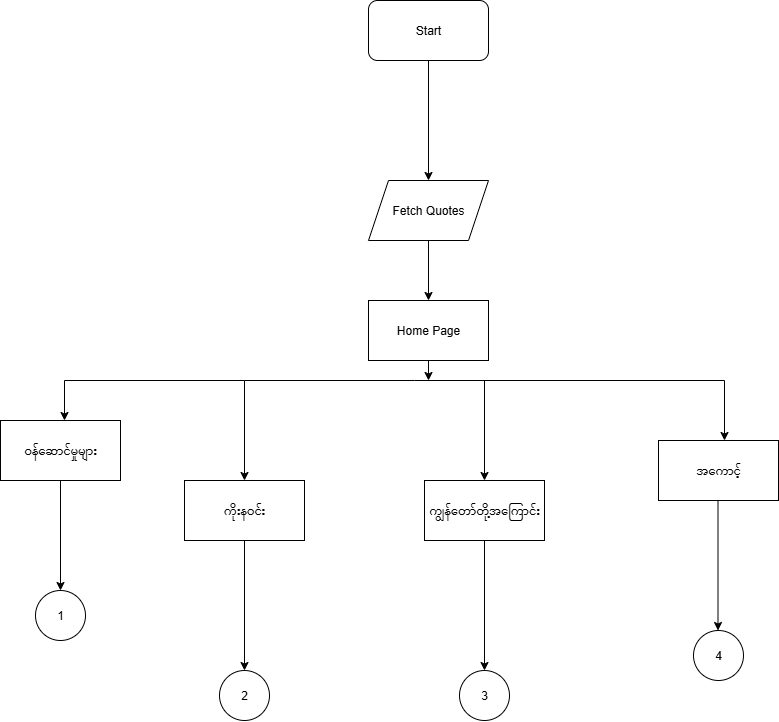 Start
Fetch Quotes
Home Page
ဝန်ဆောင်မှုများ
ကိုးနဝင်း
ကျွန်တော်တို့အကြောင်း
အကောင့်
1
2
3
4